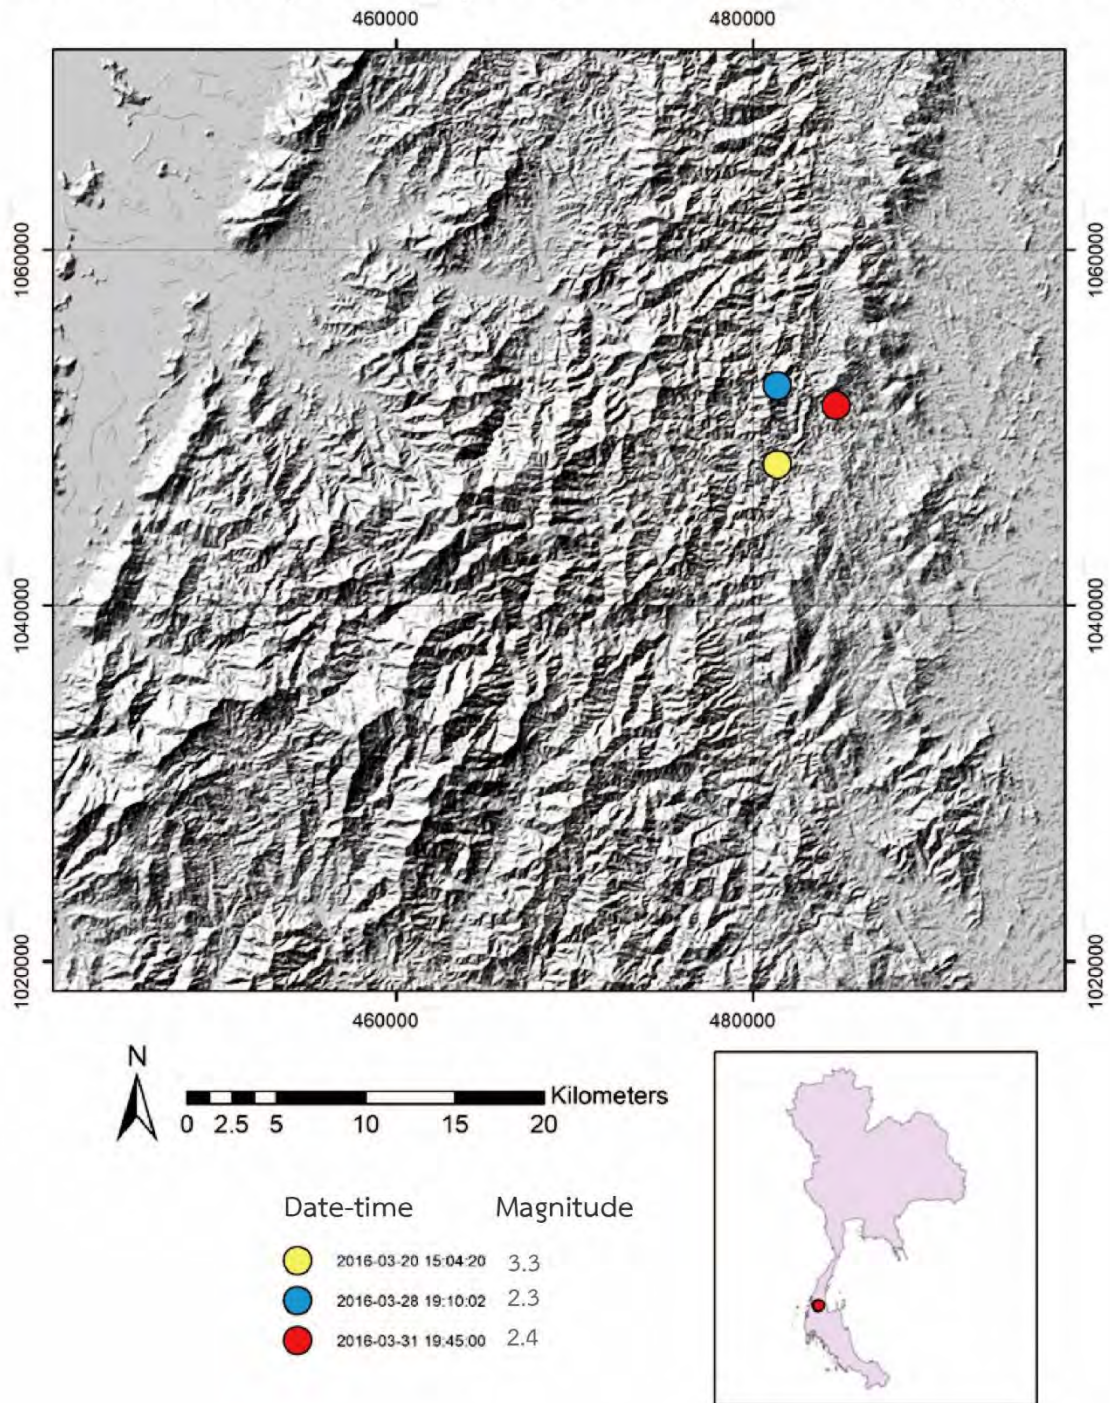 460000 480000
1060000 1060000
1040000 1040000
1020000 1020000
460000 480000
N
Kilometers
0 2.5 5 10 15 20
Date-time Magnitude
2016-03-20 15:04:20 3.3
2016-03-28 19:10:02 2.3
2016-03-31 19:45:00 2.4